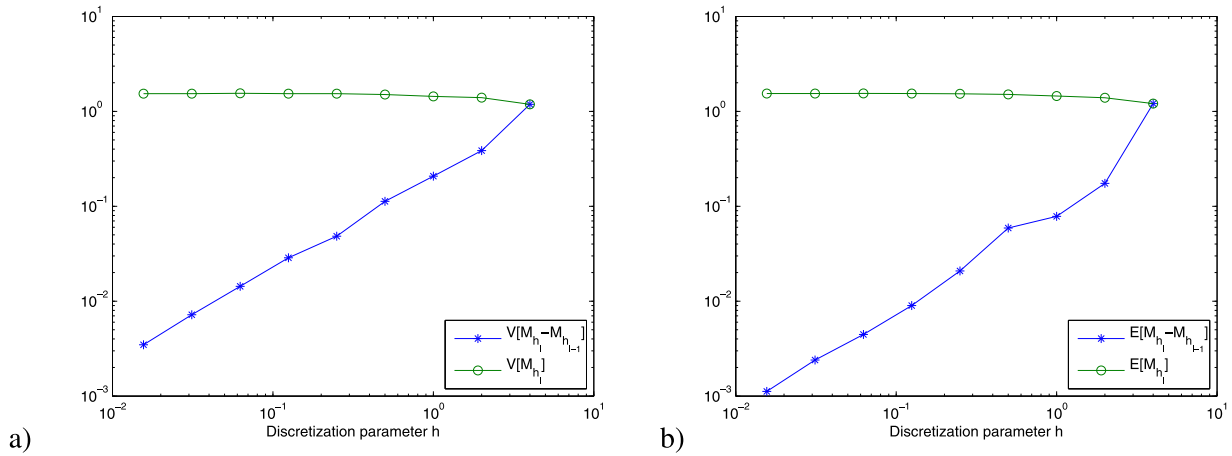 10^1
10^0
10^-1
10^-2
10^-3
10^-2
10^-1
10^0
10^1
Discretization parameter h
V[M_{h_l}−M_{h_{l−1}}]
V[M_{h_l}]
a)
10^1
10^0
10^-1
10^-2
10^-3
10^-2
10^-1
10^0
10^1
Discretization parameter h
E[M_{h_l}−M_{h_{l−1}}]
E[M_{h_l}]
b)